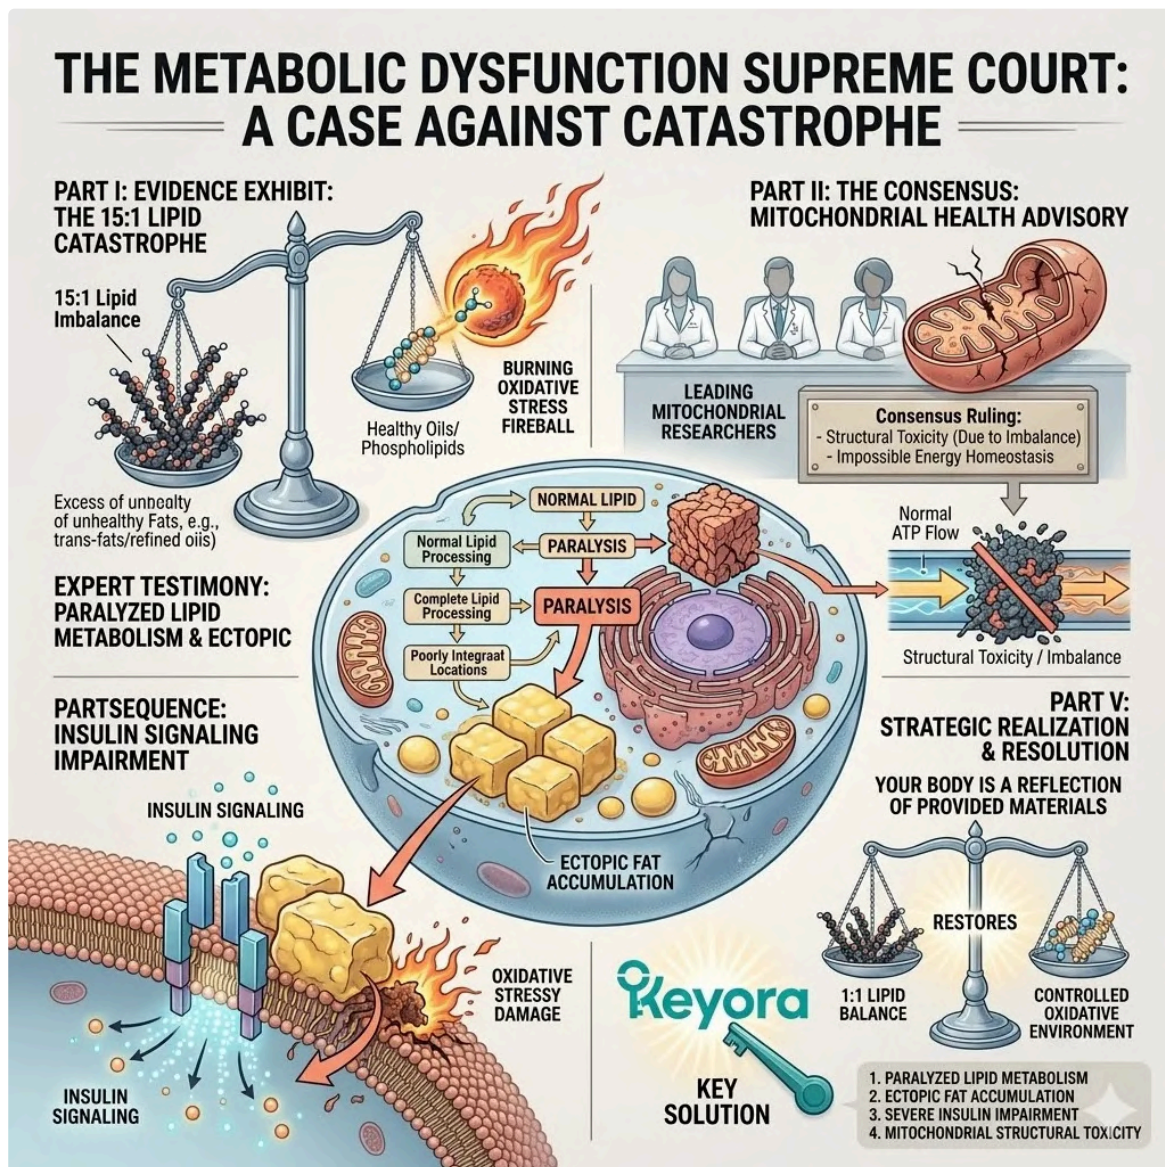 THE METABOLIC DYSFUNCTION SUPREME COURT:
A CASE AGAINST CATASTROPHE
PART I: EVIDENCE EXHIBIT:
THE 15:1 LIPID
CATASTROPHE
15:1 Lipid
Imbalance
Healthy Oils/
Phospholipids
BURNING
OXIDATIVE
STRESS
FIREBALL
Excess of unhealty
of unhealthy Fats, e.g.,
trans-fats/refined oiis)
PART II: THE CONSENSUS:
MITOCHONDRIAL HEALTH ADVISORY
LEADING
MITOCHONDRIAL
RESEARCHERS
Consensus Ruling:
- Structural Toxicity (Due to Imbalance)
- Impossible Energy Homeostasis
Normal
ATP Flow
Structural Toxicity / Imbalance
EXPERT TESTIMONY:
PARALYZED LIPID
METABOLISM & ECTOPIC
NORMAL LIPID
Normal Lipid
Processing
PARALYSIS
Complete Lipid
Processing
PARALYSIS
Poorly Integraat
Locations
ECTOPIC FAT
ACCUMULATION
PARTSEQUENCE:
INSULIN SIGNALING
IMPAIRMENT
INSULIN SIGNALING
OXIDATIVE
STRESSY
DAMAGE
INSULIN
SIGNALING
PART V:
STRATEGIC REALIZATION
& RESOLUTION
YOUR BODY IS A REFLECTION
OF PROVIDED MATERIALS
RESTORES
1:1 LIPID
BALANCE
CONTROLLED
OXIDATIVE
ENVIRONMENT
Keyora
KEY
SOLUTION
1. PARALYZED LIPID METABOLISM
2. ECTOPIC FAT ACCUMULATION
3. SEVERE INSULIN IMPAIRMENT
4. MITOCHONDRIAL STRUCTURAL TOXICITY